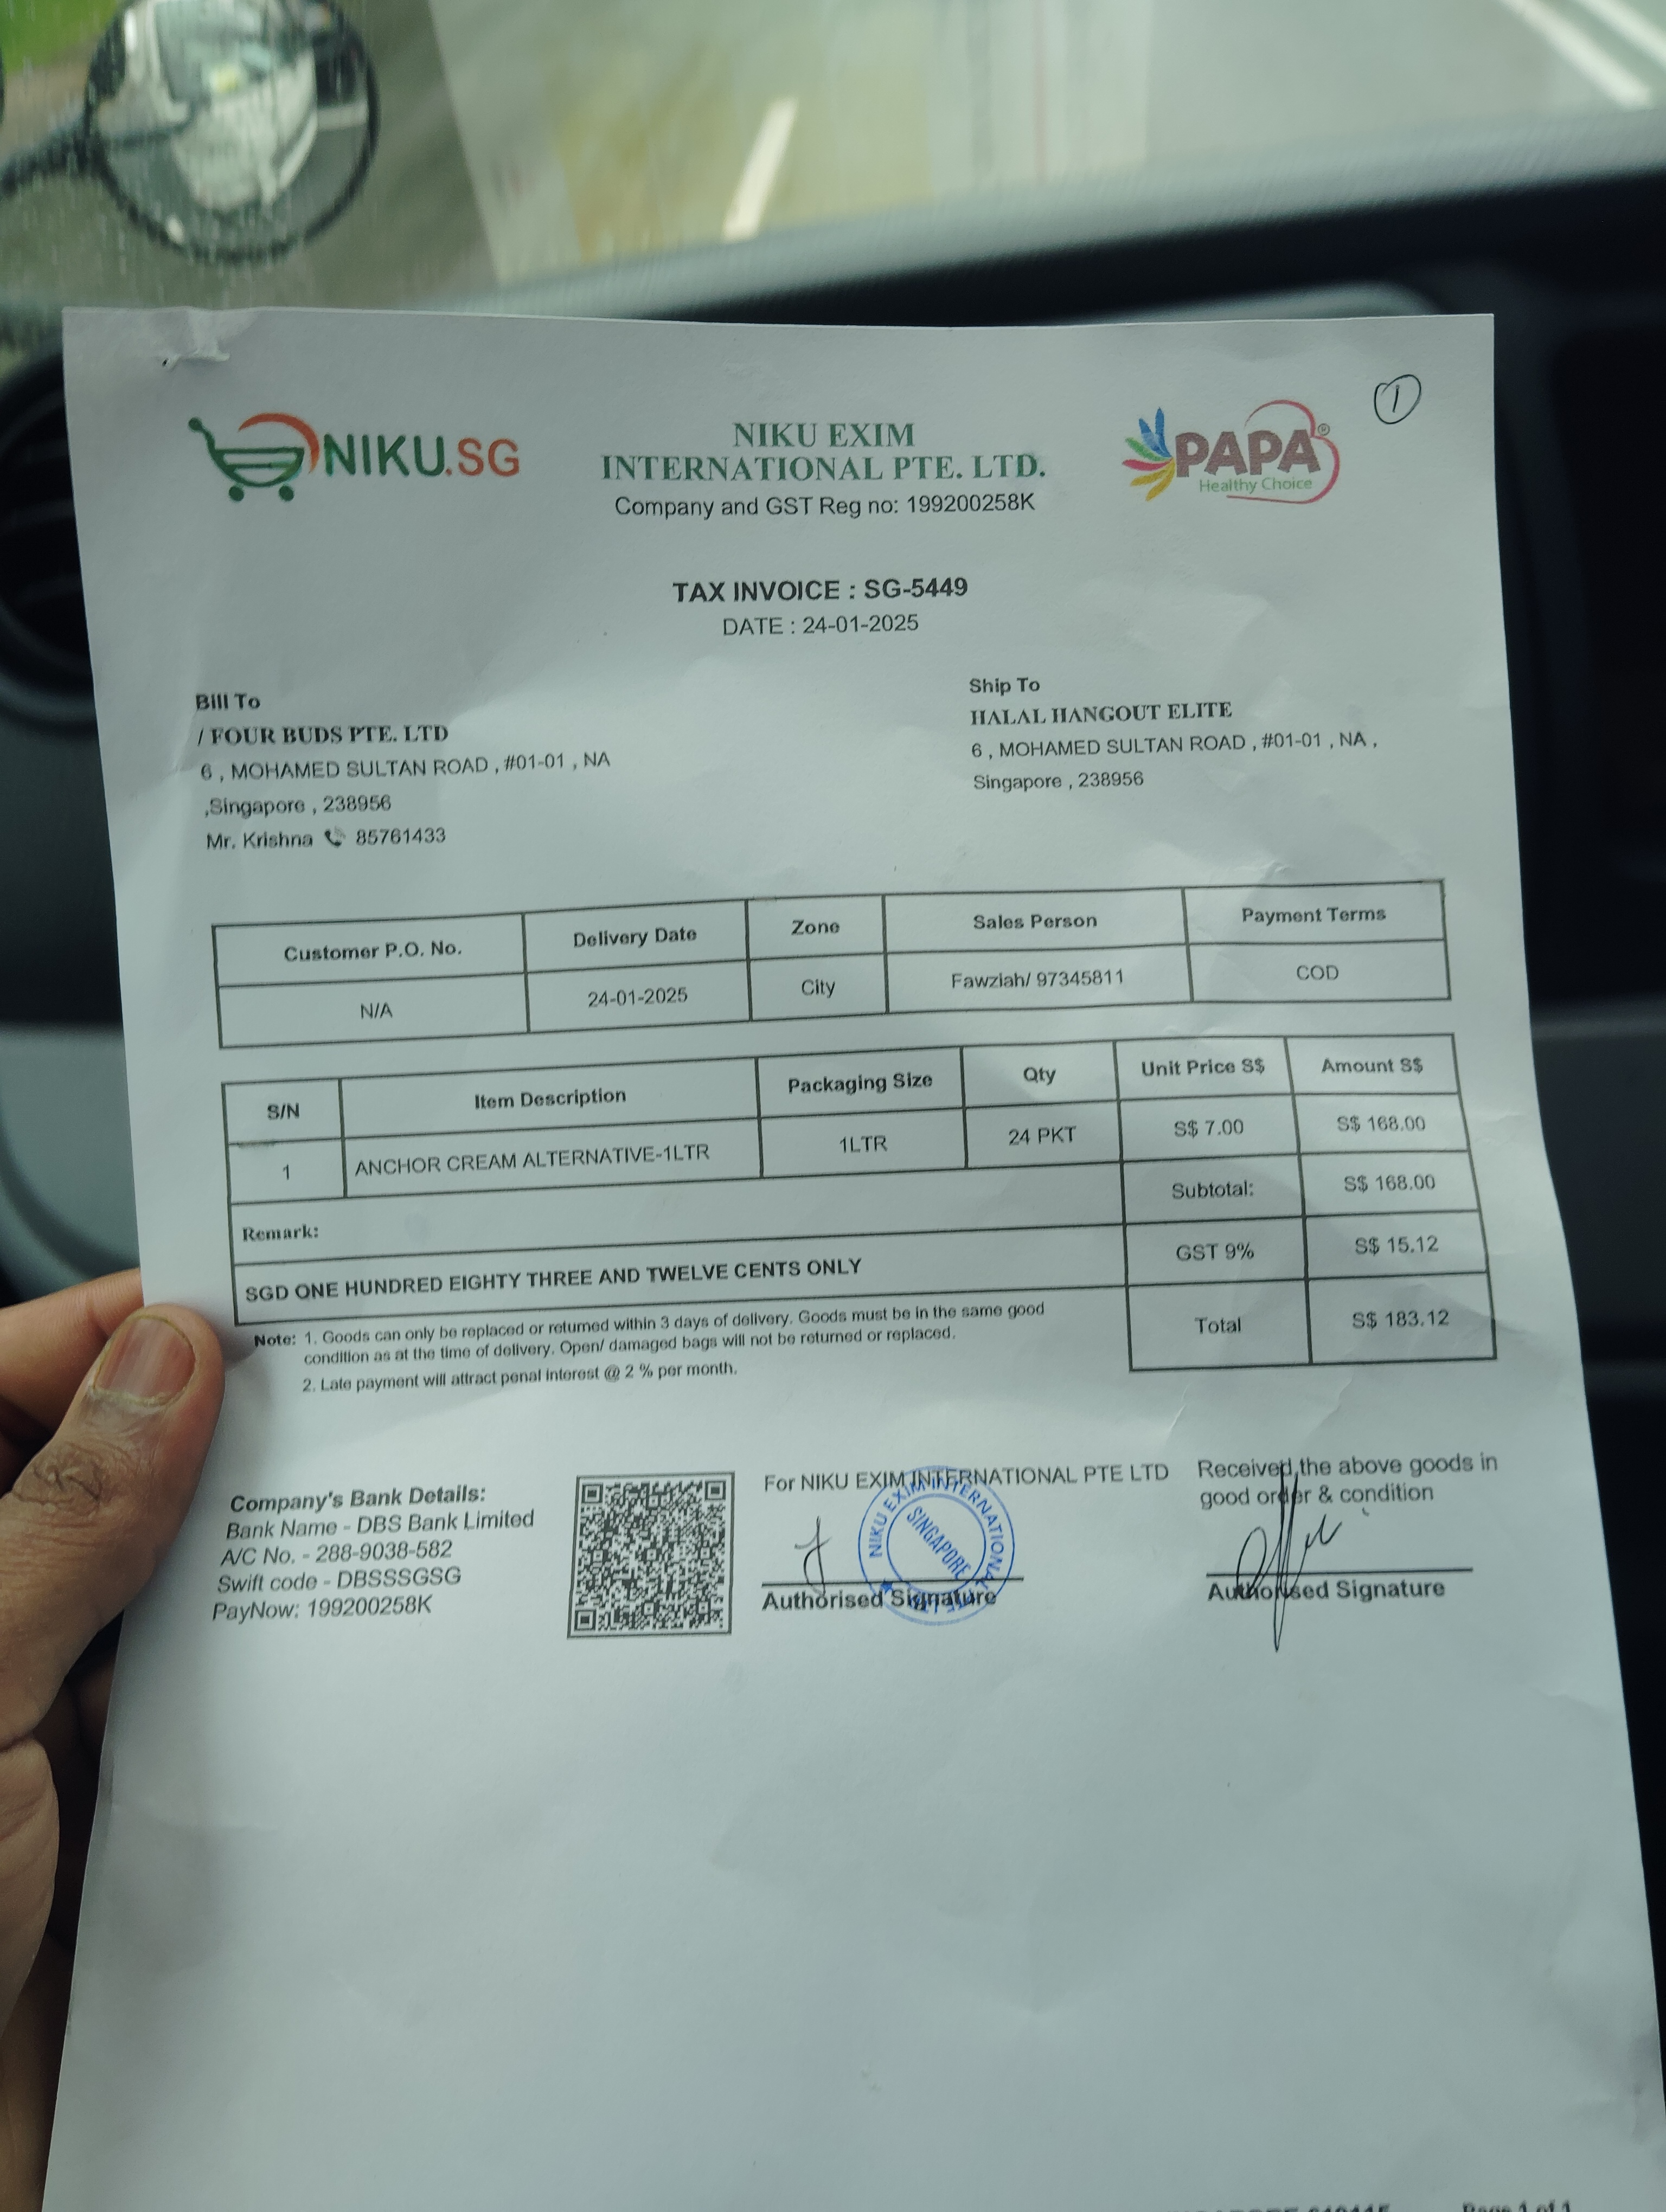 1
NIKU.SG
NIKU EXIM
INTERNATIONAL PTE. LTD.
Company and GST Reg no: 199200258K
PAPA®
Healthy Choice
TAX INVOICE : SG-5449
DATE : 24-01-2025
Bill To
/ FOUR BUDS PTE. LTD
6 , MOHAMED SULTAN ROAD , #01-01 , NA
,Singapore , 238956
Mr. Krishna 85761433
Ship To
HALAL HANGOUT ELITE
6 , MOHAMED SULTAN ROAD , #01-01 , NA ,
Singapore , 238956
Customer P.O. No. Delivery Date Zone Sales Person Payment Terms
N/A 24-01-2025 City Fawziah/ 97345811 COD
S/N Item Description Packaging Size Qty Unit Price S$ Amount S$
1 ANCHOR CREAM ALTERNATIVE-1LTR 1LTR 24 PKT S$ 7.00 S$ 168.00
Remark: Subtotal: S$ 168.00
SGD ONE HUNDRED EIGHTY THREE AND TWELVE CENTS ONLY GST 9% S$ 15.12
Total S$ 183.12
Note: 1. Goods can only be replaced or returned within 3 days of delivery. Goods must be in the same good
condition as at the time of delivery. Open/ damaged bags will not be returned or replaced.
2. Late payment will attract penal interest @ 2 % per month.
Company's Bank Details:
Bank Name - DBS Bank Limited
A/C No. - 288-9038-582
Swift code - DBSSSGSG
PayNow: 199200258K
For NIKU EXIM INTERNATIONAL PTE LTD
NIKU EXIM INTERNATIONAL PTE LTD
SINGAPORE
Authorised Signature
Received the above goods in
good order & condition
Authorised Signature
Page 1 of 1